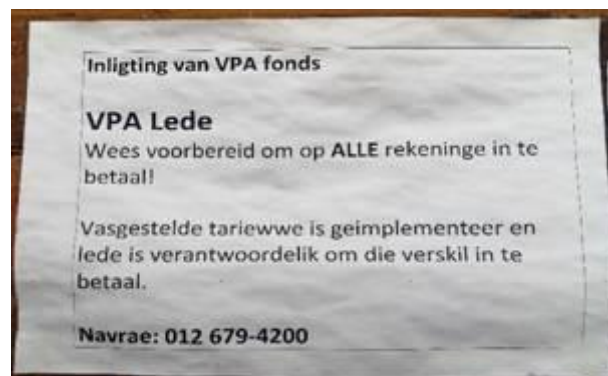 Inligting van VPA fonds
VPA Lede
Wees voorbereid om op ALLE rekeninge in te
betaal!
Vasgestelde tariewwe is geimplementeer en
lede is verantwoordelik om die verskil in te
betaal.
Navrae: 012 679-4200